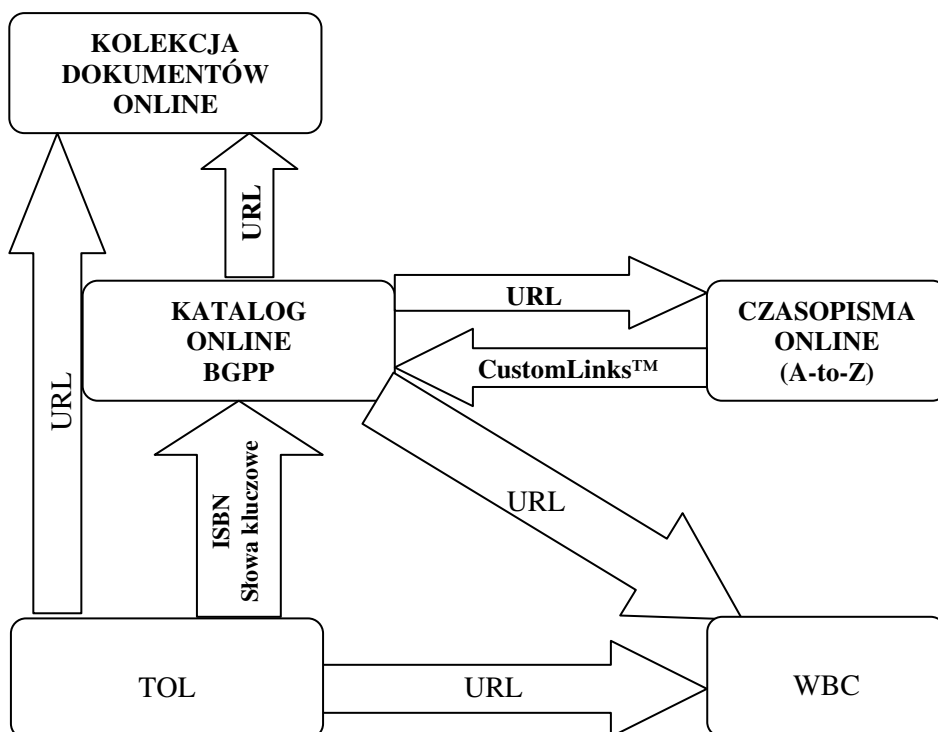 KOLEKCJA
DOKUMENTÓW
ONLINE
URL
URL
KATALOG
ONLINE
BGPP
URL
CustomLinks™
CZASOPISMA
ONLINE
(A-to-Z)
ISBN
Słowa kluczowe
URL
TOL
URL
WBC